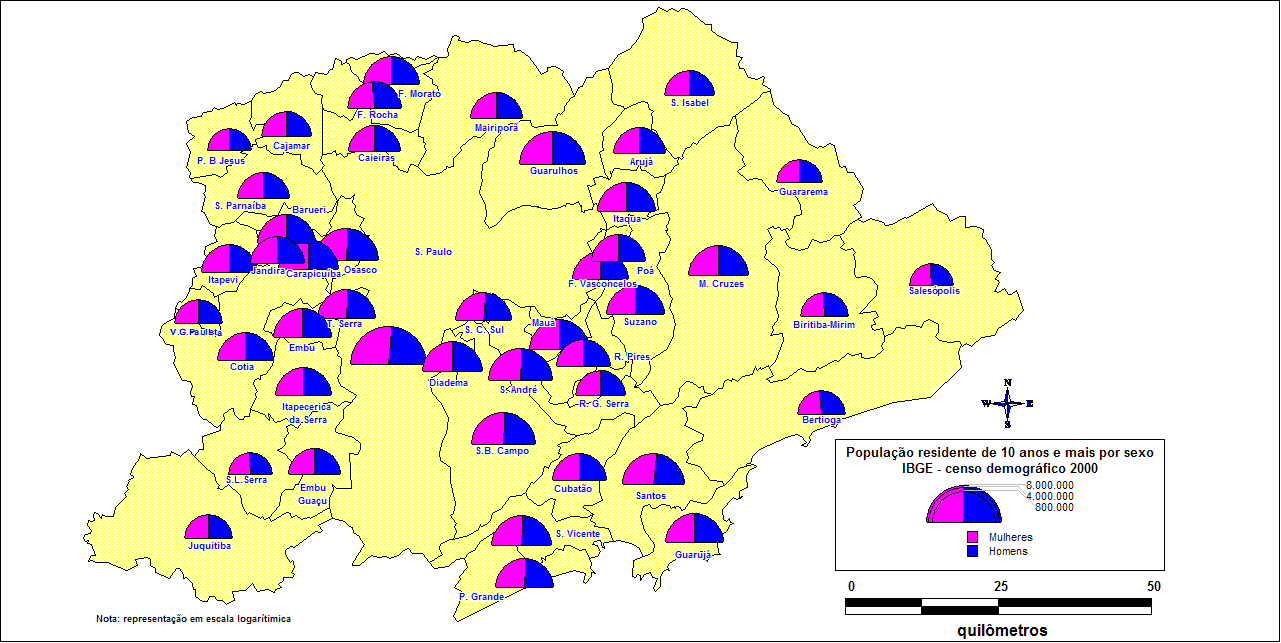 F. Morato
F. Rocha
S. Isabel
Mairiporã
Cajamar
Caieiras
P. B Jesus
Guarulhos
Arujá
Guararema
S. Parnaíba
Barueri
Itaqua
S. Paulo
Poá
Osasco
Jandira
Carapicuíba
Itapevi
F. Vasconcelos
M. Cruzes
Salesópolis
Suzano
Biritiba-Mirim
T. Serra
S. C. Sul
Mauá
V.G.Paulista
Embu
R. Pires
Cotia
Diadema
S. André
Itapecerica
da Serra
R. G. Serra
Bertioga
S.B. Campo
S.L.Serra
Embu
Guaçu
Cubatão
Santos
S. Vicente
Juquitiba
Guarujá
P. Grande
N
W E
S
População residente de 10 anos e mais por sexo
IBGE - censo demográfico 2000
8.000.000
4.000.000
800.000
Mulheres
Homens
0 25 50
quilômetros
Nota: representação em escala logarítimica